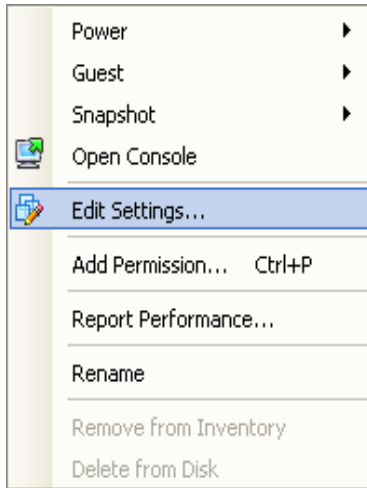 Power
Guest
Snapshot
Open Console
Edit Settings...
Add Permission... Ctrl+P
Report Performance...
Rename
Remove from Inventory
Delete from Disk